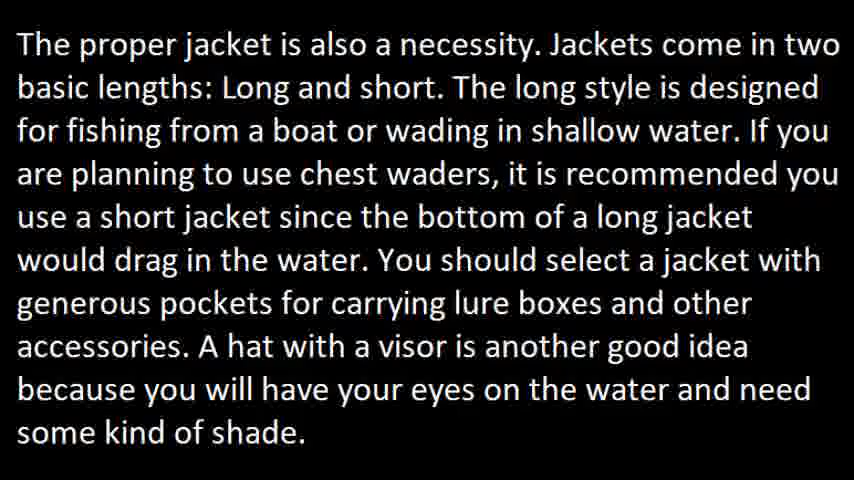 The proper jacket is also a necessity. Jackets come in two
basic lengths: Long and short. The long style is designed
for fishing from a boat or wading in shallow water. If you
are planning to use chest waders, it is recommended you
use a short jacket since the bottom of a long jacket
would drag in the water. You should select a jacket with
generous pockets for carrying lure boxes and other
accessories. A hat with a visor is another good idea
because you will have your eyes on the water and need
some kind of shade.